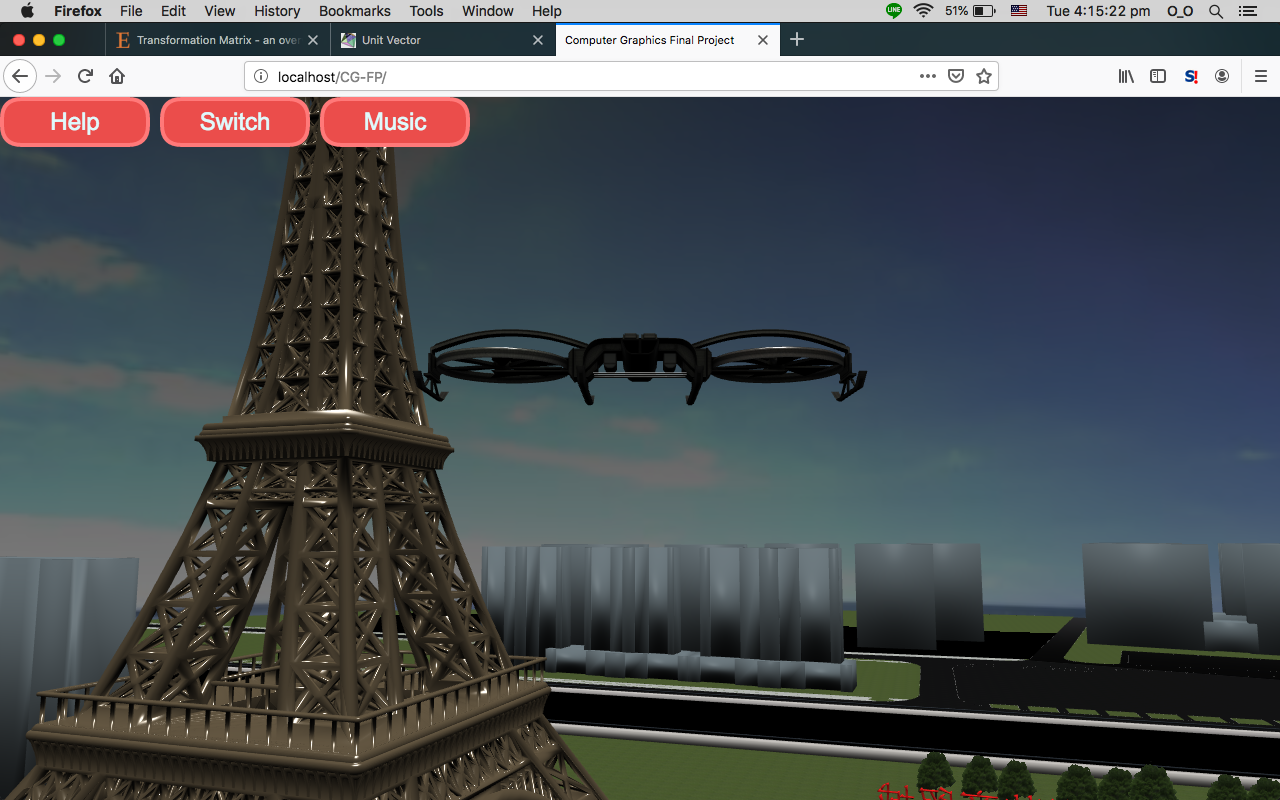 Firefox File Edit View History Bookmarks Tools Window Help LINE 51% Tue 4:15:22 pm O_O
E Transformation Matrix - an over
Unit Vector
Computer Graphics Final Project
localhost/CG-FP/
S!
Help
Switch
Music